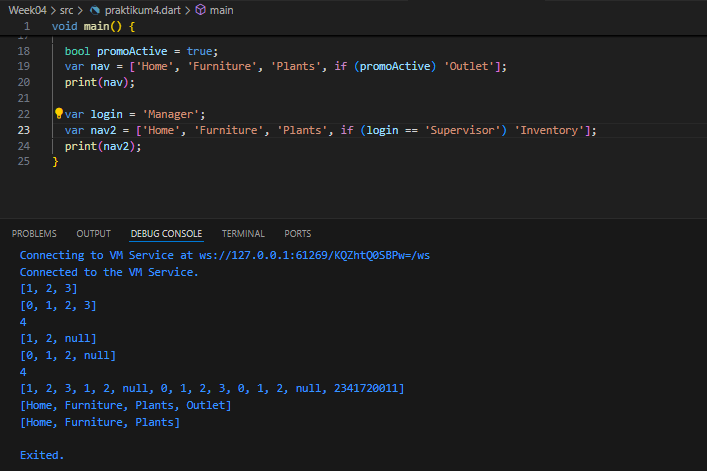 Week04 > src > praktikum4.dart > main
1 void main() {
18 bool promoActive = true;
19 var nav = ['Home', 'Furniture', 'Plants', if (promoActive) 'Outlet'];
20 print(nav);
21
22 var login = 'Manager';
23 var nav2 = ['Home', 'Furniture', 'Plants', if (login == 'Supervisor') 'Inventory'];
24 print(nav2);
25 }
PROBLEMS OUTPUT DEBUG CONSOLE TERMINAL PORTS
Connecting to VM Service at ws://127.0.0.1:61269/KQZhtQ0SBPw=/ws
Connected to the VM Service.
[1, 2, 3]
[0, 1, 2, 3]
4
[1, 2, null]
[0, 1, 2, null]
4
[1, 2, 3, 1, 2, null, 0, 1, 2, 3, 0, 1, 2, null, 2341720011]
[Home, Furniture, Plants, Outlet]
[Home, Furniture, Plants]
Exited.